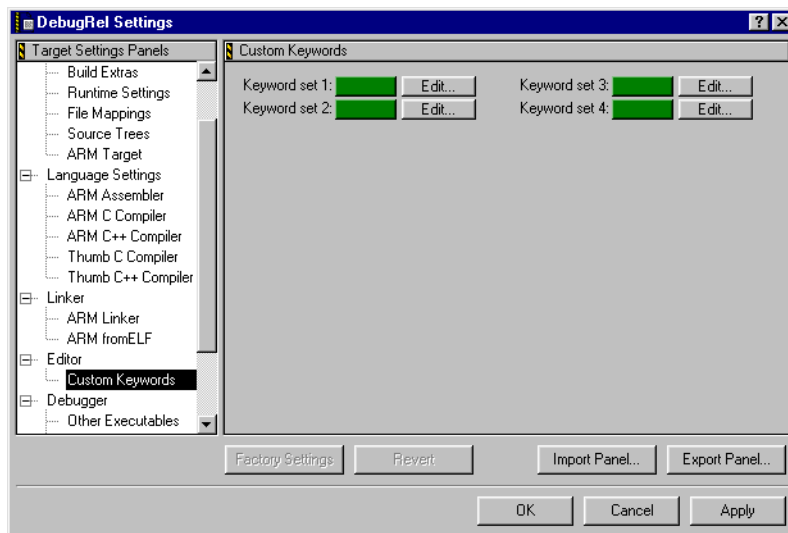 DebugRel Settings
Target Settings Panels
Build Extras
Runtime Settings
File Mappings
Source Trees
ARM Target
Language Settings
ARM Assembler
ARM C Compiler
ARM C++ Compiler
Thumb C Compiler
Thumb C++ Compiler
Linker
ARM Linker
ARM fromELF
Editor
Custom Keywords
Debugger
Other Executables
Custom Keywords
Keyword set 1: Edit... Keyword set 3: Edit...
Keyword set 2: Edit... Keyword set 4: Edit...
Factory Settings Revert Import Panel... Export Panel...
OK Cancel Apply